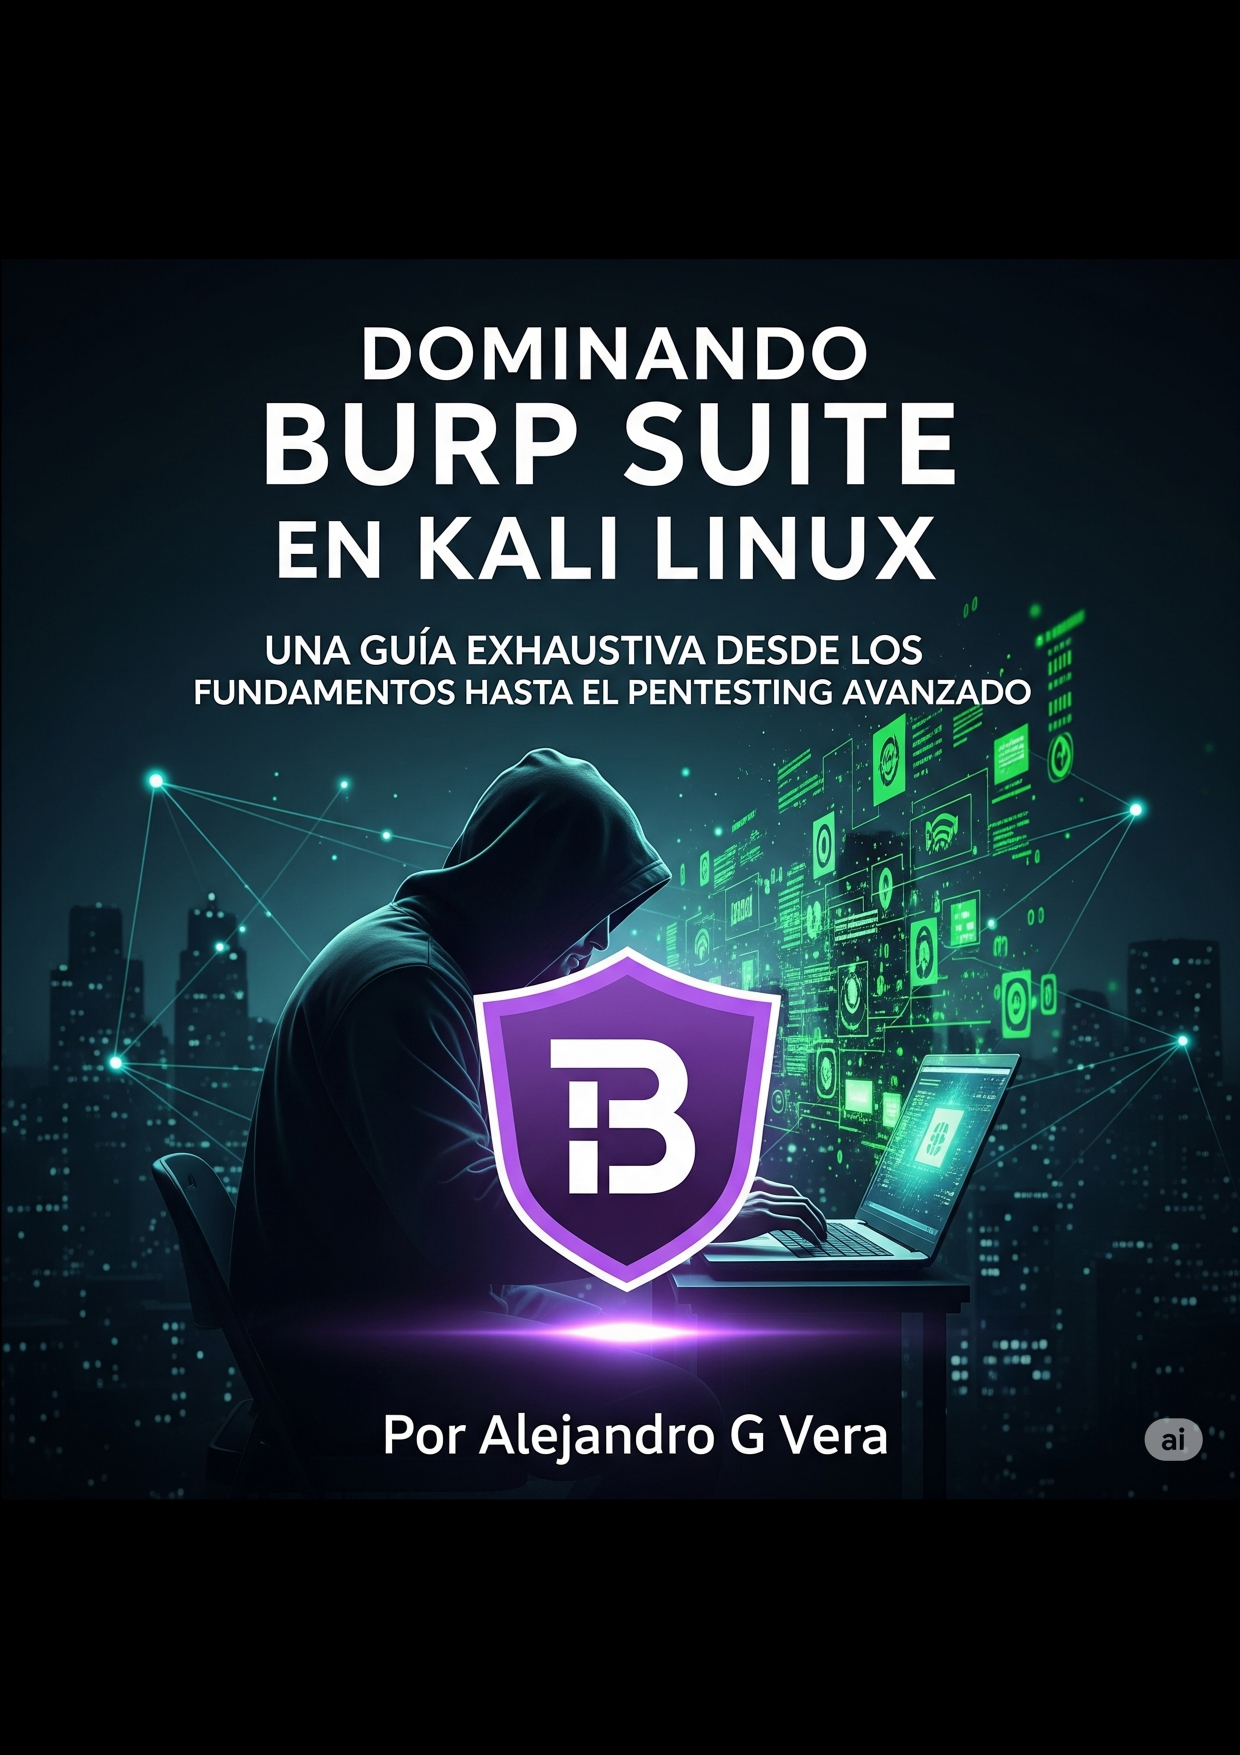 DOMINANDO
BURP SUITE
EN KALI LINUX
UNA GUÍA EXHAUSTIVA DESDE LOS
FUNDAMENTOS HASTA EL PENTESTING AVANZADO
B
Por Alejandro G Vera
ai